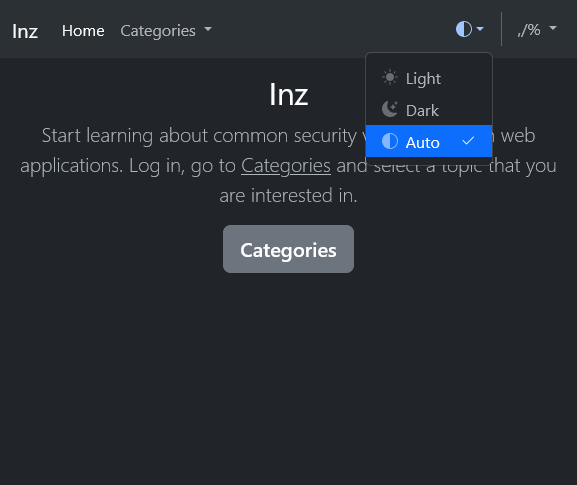 Inz Home Categories ,/%
Light
Dark
Auto
Inz
Start learning about common security v n web
applications. Log in, go to Categories and select a topic that you
are interested in.
Categories